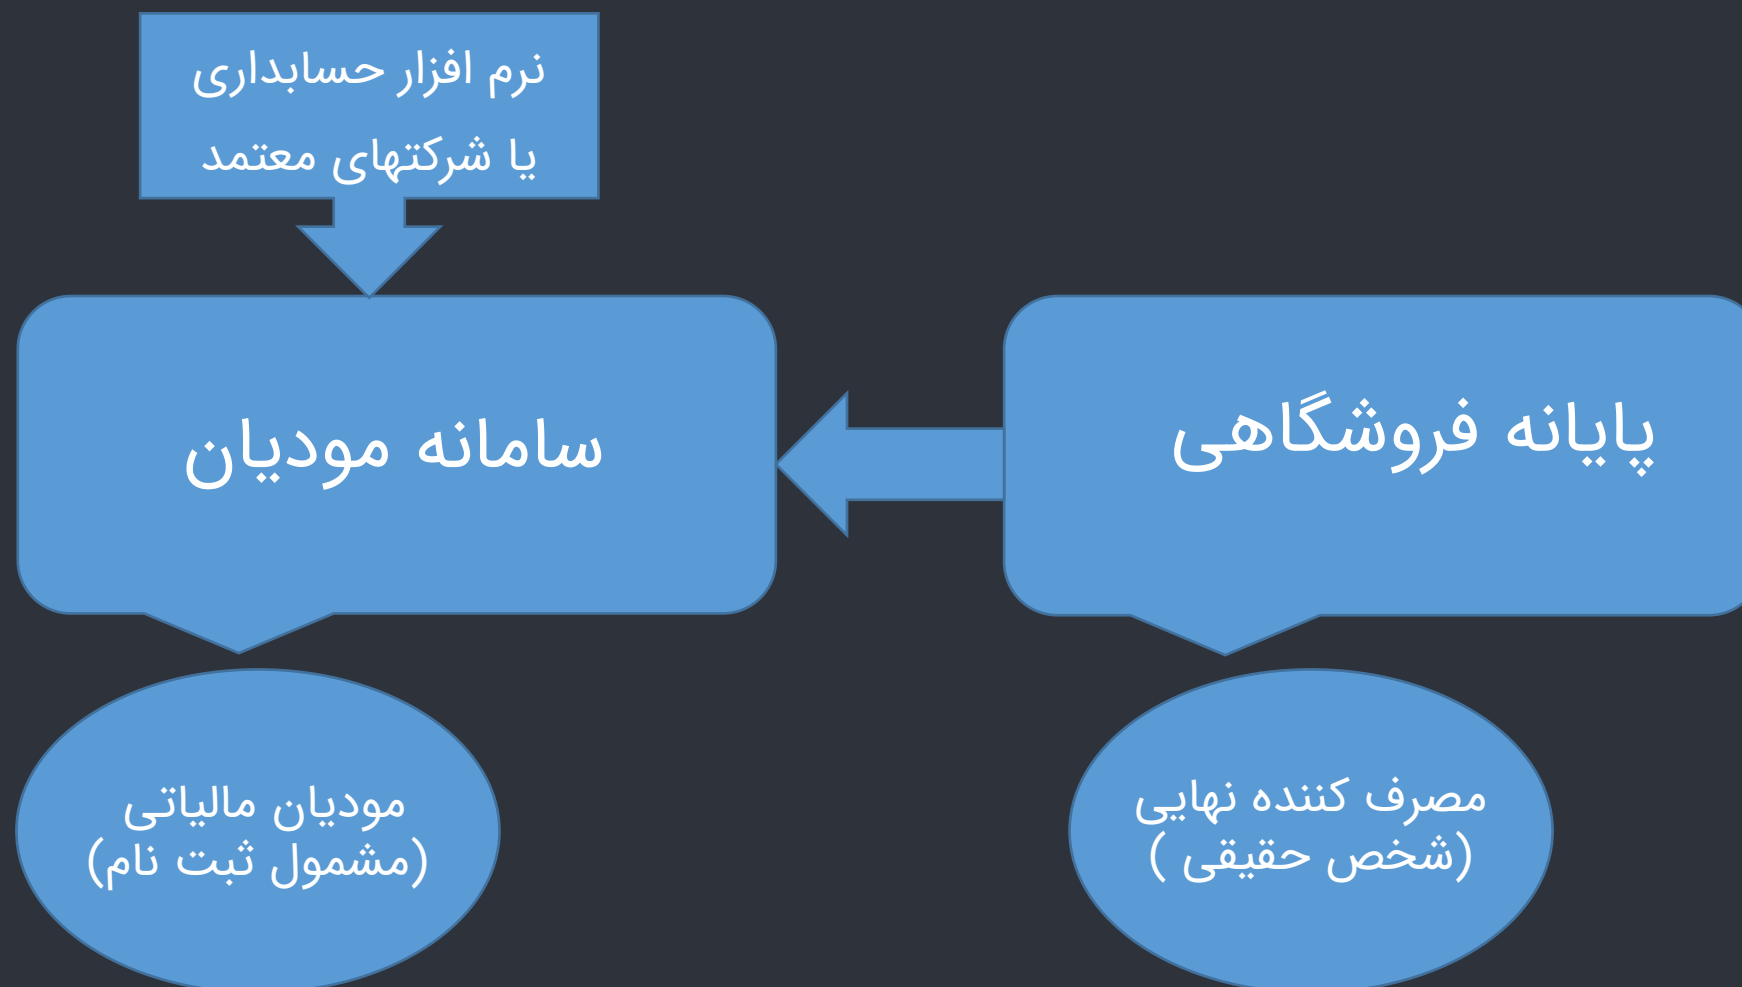 نرم افزار حسابداری
یا شرکتهای معتمد
پایانه فروشگاهی
سامانه مودیان
مصرف کننده نهایی
(شخص حقیقی )
مودیان مالیاتی
(مشمول ثبت نام)